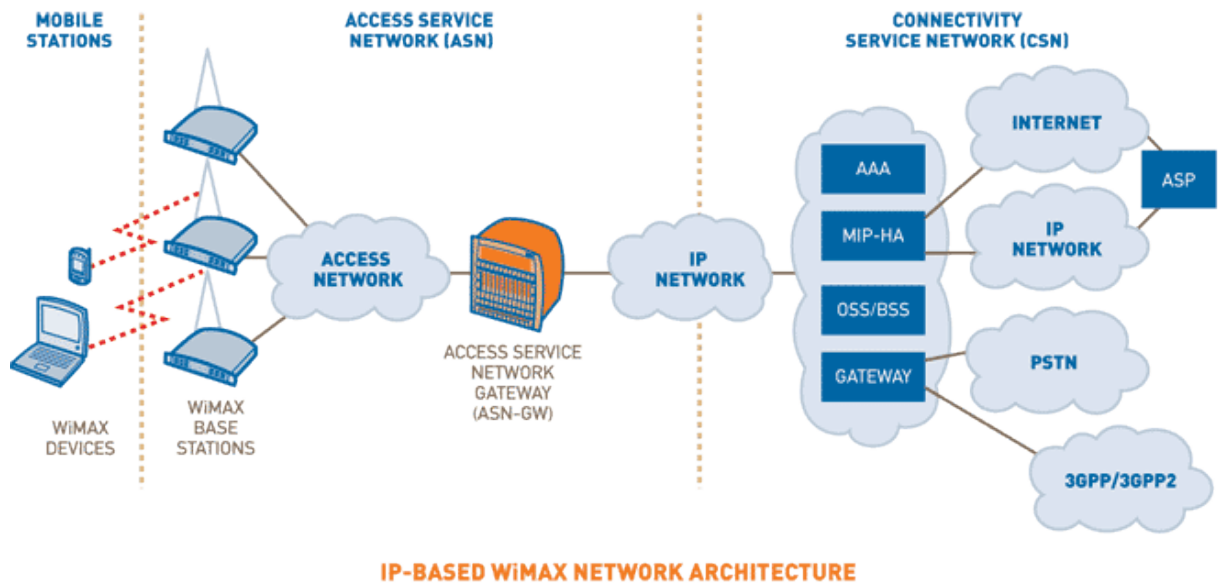 MOBILE
STATIONS
ACCESS SERVICE
NETWORK (ASN)
CONNECTIVITY
SERVICE NETWORK (CSN)
INTERNET
AAA
ASP
MIP-HA
IP
NETWORK
ACCESS
NETWORK
IP
NETWORK
OSS/BSS
ACCESS SERVICE
NETWORK
GATEWAY
(ASN-GW)
GATEWAY
PSTN
WiMAX
DEVICES
WiMAX
BASE
STATIONS
3GPP/3GPP2
IP-BASED WiMAX NETWORK ARCHITECTURE